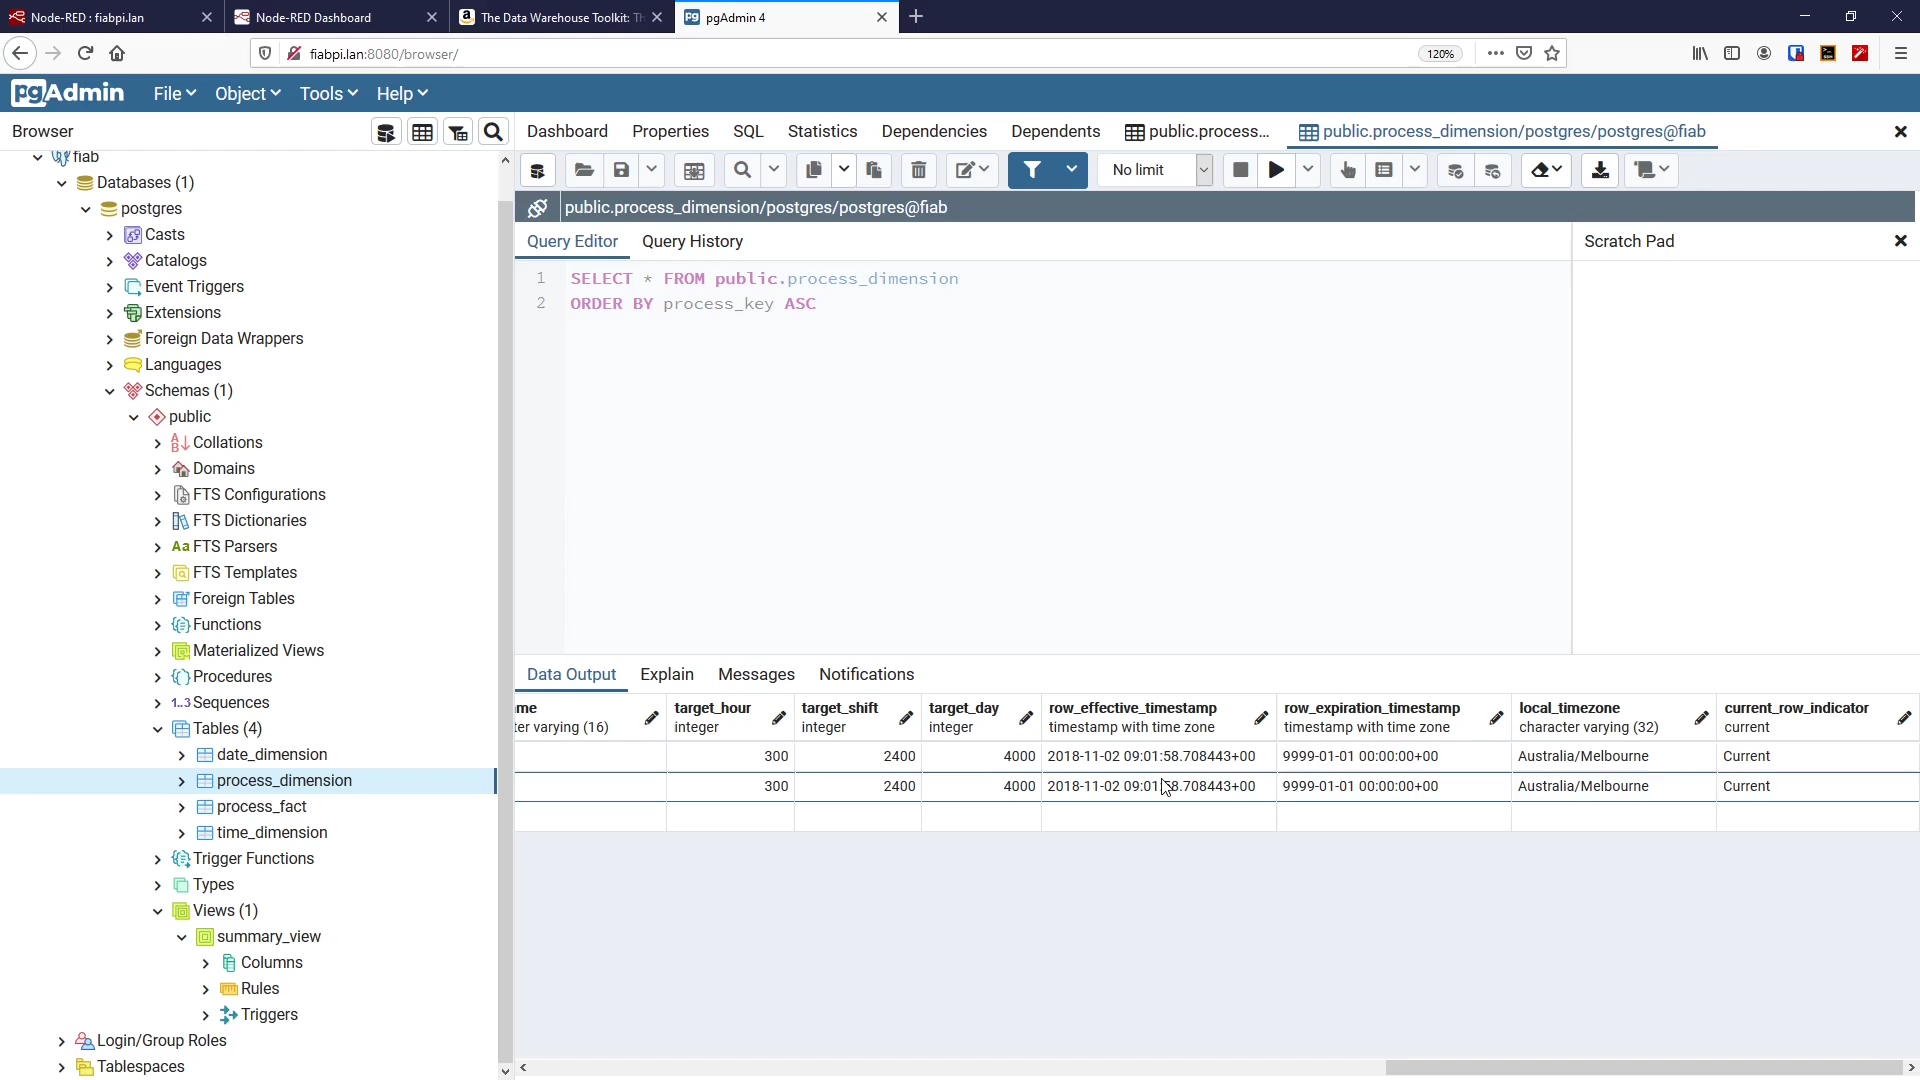 Node-RED : fiabpi.lan
Node-RED Dashboard
The Data Warehouse Toolkit: Th
pgAdmin 4
fiabpi.lan:8080/browser/
120%
pgAdmin
File
Object
Tools
Help
Browser
Dashboard
Properties
SQL
Statistics
Dependencies
Dependents
public.process...
public.process_dimension/postgres/postgres@fiab
No limit
public.process_dimension/postgres/postgres@fiab
Query Editor
Query History
Scratch Pad
1 SELECT * FROM public.process_dimension
2 ORDER BY process_key ASC
fiab
Databases (1)
postgres
Casts
Catalogs
Event Triggers
Extensions
Foreign Data Wrappers
Languages
Schemas (1)
public
Collations
Domains
FTS Configurations
FTS Dictionaries
Aa FTS Parsers
FTS Templates
Foreign Tables
Functions
Materialized Views
Procedures
1..3 Sequences
Tables (4)
date_dimension
process_dimension
process_fact
time_dimension
Trigger Functions
Types
Views (1)
summary_view
Columns
Rules
Triggers
Login/Group Roles
Tablespaces
Data Output
Explain
Messages
Notifications
me target_hour target_shift target_day row_effective_timestamp row_expiration_timestamp local_timezone current_row_indicator
ter varying (16) integer integer integer timestamp with time zone timestamp with time zone character varying (32) current
300 2400 4000 2018-11-02 09:01:58.708443+00 9999-01-01 00:00:00+00 Australia/Melbourne Current
300 2400 4000 2018-11-02 09:01:58.708443+00 9999-01-01 00:00:00+00 Australia/Melbourne Current